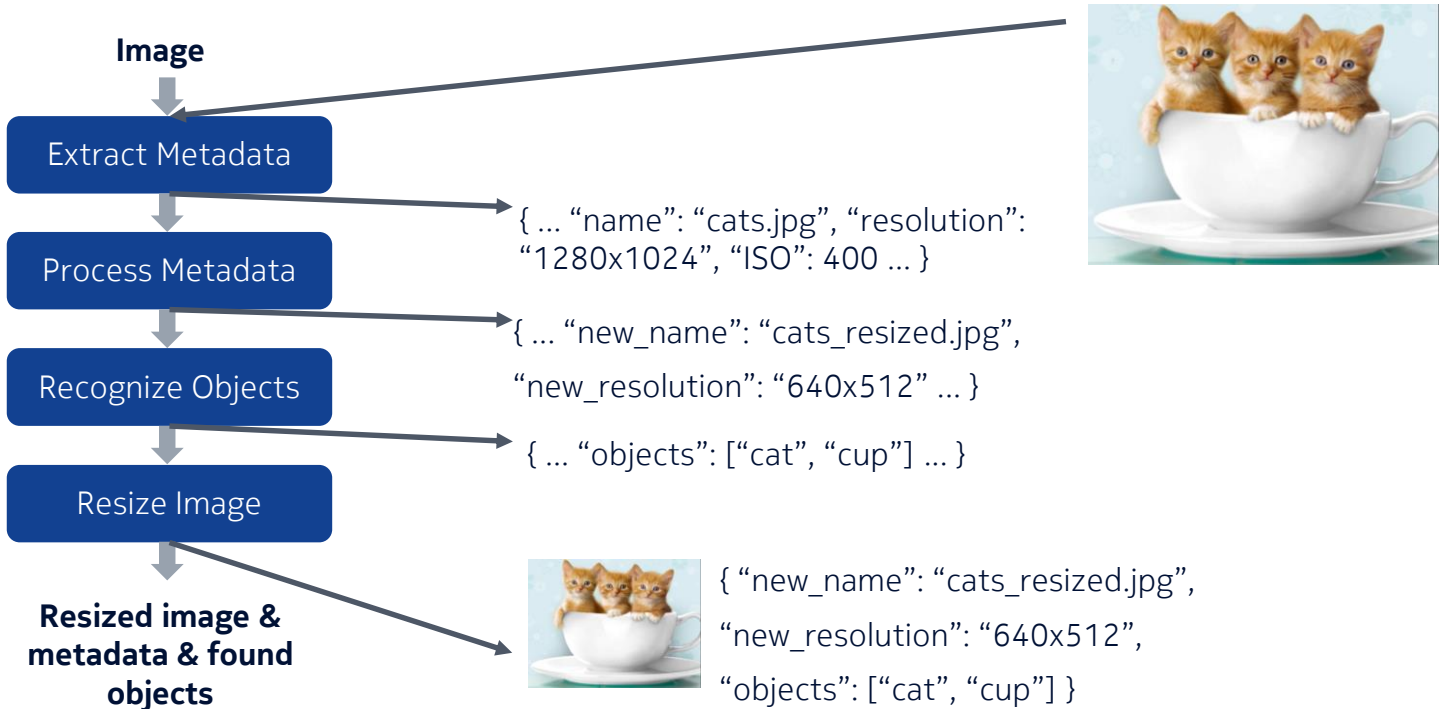 Image
Extract Metadata
{ ... “name”: “cats.jpg”, “resolution”:
“1280x1024”, “ISO”: 400 ... }
Process Metadata
{ ... “new_name”: “cats_resized.jpg”,
“new_resolution”: “640x512” ... }
Recognize Objects
{ ... “objects”: [“cat”, “cup”] ... }
Resize Image
Resized image &
metadata & found
objects
{ “new_name”: “cats_resized.jpg”,
“new_resolution”: “640x512”,
“objects”: [“cat”, “cup”] }